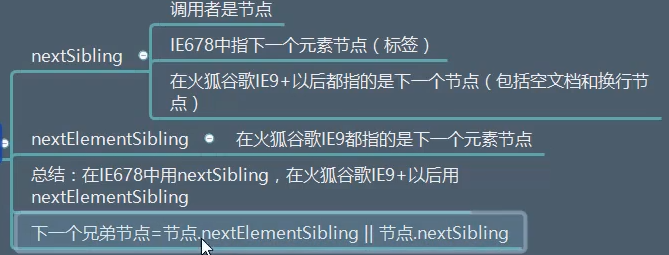 调用者是节点
nextSibling
IE678中指下一个元素节点（标签）
在火狐谷歌IE9+以后都指的是下一个节点（包括空文档和换行节
点）
nextElementSibling
在火狐谷歌IE9都指的是下一个元素节点
总结：在IE678中用nextSibling，在火狐谷歌IE9+以后用
nextElementSibling
下一个兄弟节点=节点.nextElementSibling || 节点.nextSibling